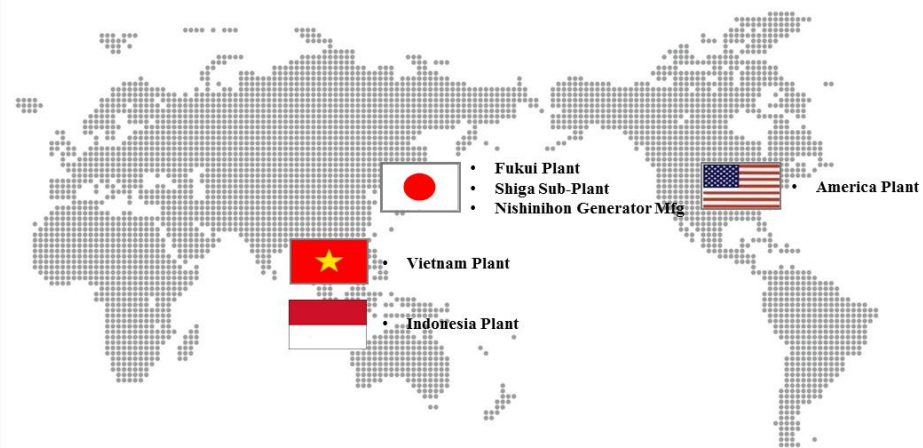 • Fukui Plant
• Shiga Sub-Plant
• Nishinihon Generator Mfg
• America Plant
• Vietnam Plant
• Indonesia Plant